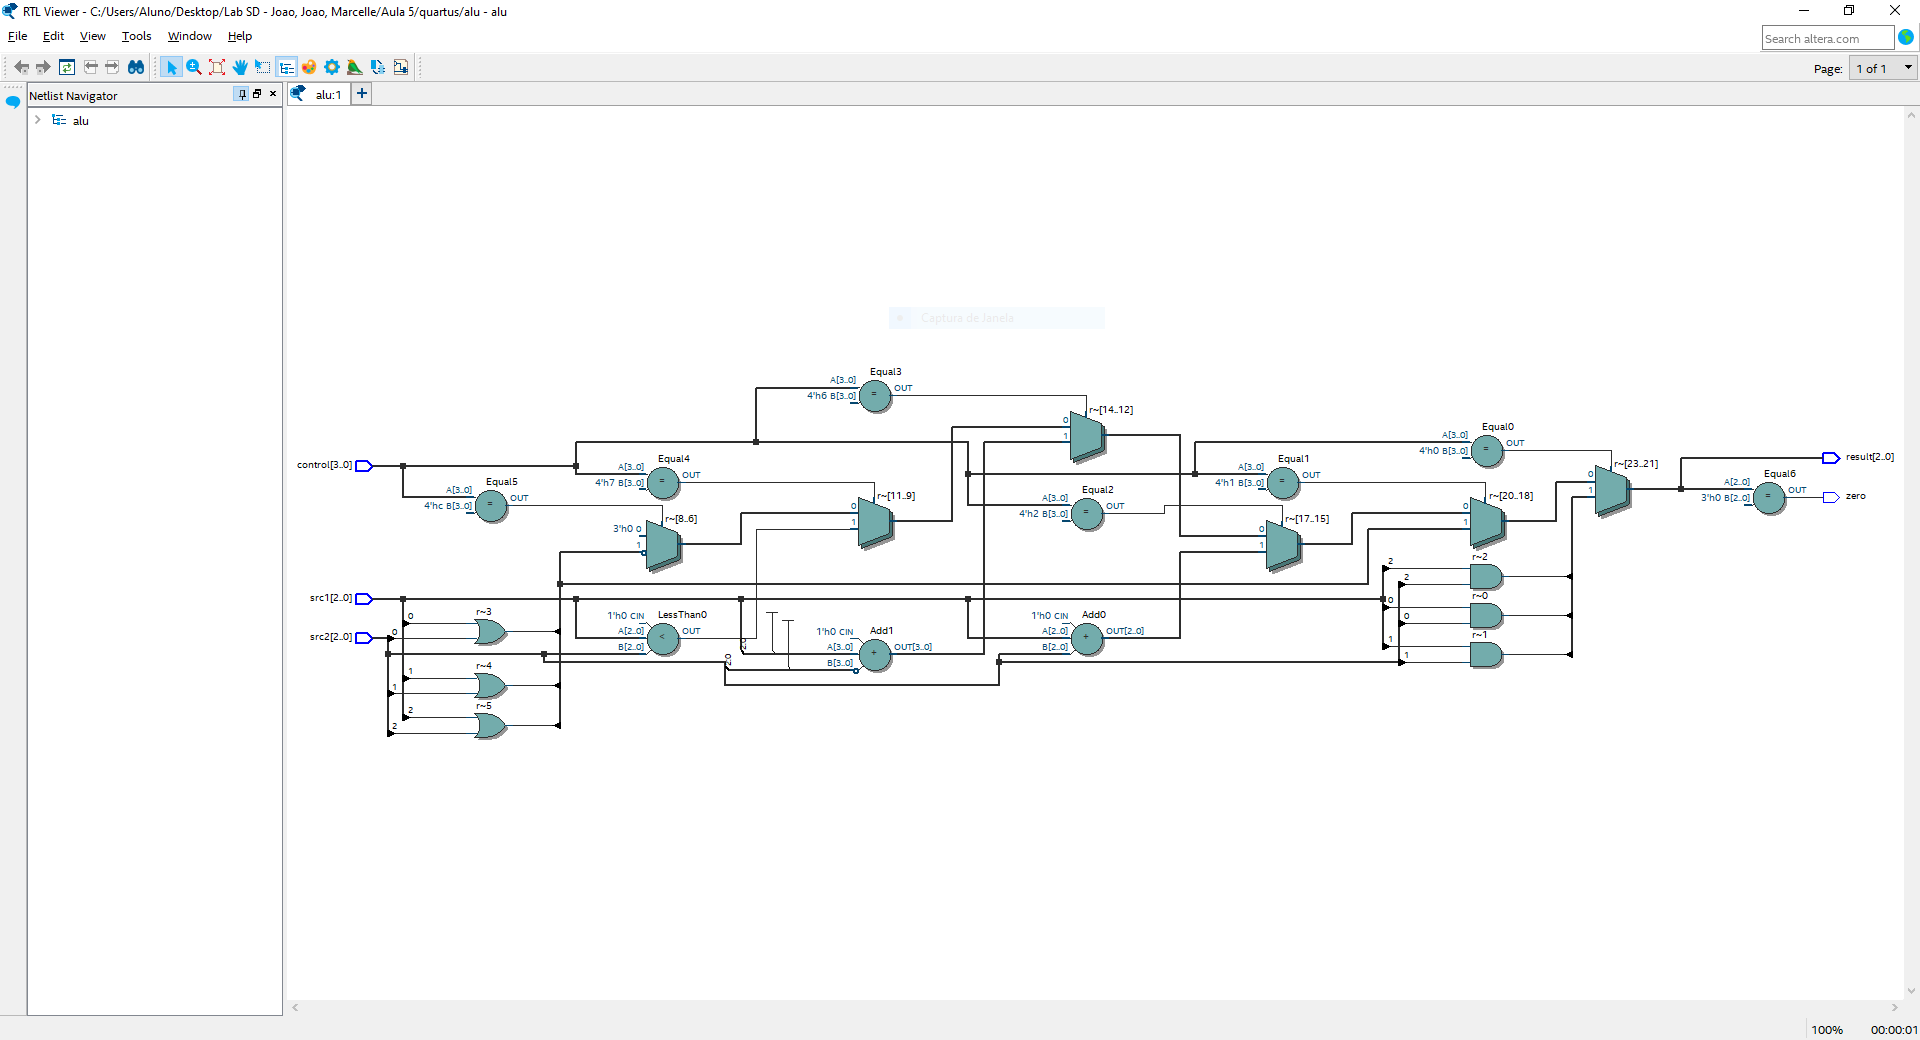 RTL Viewer - C:/Users/Aluno/Desktop/Lab SD - Joao, Joao, Marcelle/Aula 5/quartus/alu - alu
File Edit View Tools Window Help
Search altera.com
Page: 1 of 1
Netlist Navigator
alu:1
alu
Captura de Janela
Equal3
A[3..0]
OUT
4'h6 B[3..0]
r~[14..12]
0
1
Equal0
A[3..0]
OUT
4'h0 B[3..0]
control[3..0]
Equal4
A[3..0]
OUT
4'h7 B[3..0]
Equal1
A[3..0]
OUT
4'h1 B[3..0]
r~[23..21]
0
1
result[2..0]
Equal5
A[3..0]
OUT
4'hc B[3..0]
r~[11..9]
0
1
Equal2
A[3..0]
OUT
4'h2 B[3..0]
r~[20..18]
0
1
Equal6
A[2..0]
OUT
3'h0 B[2..0]
zero
r~[8..6]
3'h0 0
1
r~[17..15]
0
1
r~2
2
2
src1[2..0]
r~0
0
0
r~3
0
0
LessThan0
1'h0 CIN
A[2..0]
OUT
B[2..0]
2:0
2:0
Add1
1'h0 CIN
A[3..0]
OUT[3..0]
B[3..0]
Add0
1'h0 CIN
A[2..0]
OUT[2..0]
B[2..0]
r~1
1
1
src2[2..0]
r~4
1
1
r~5
2
2
100% 00:00:01